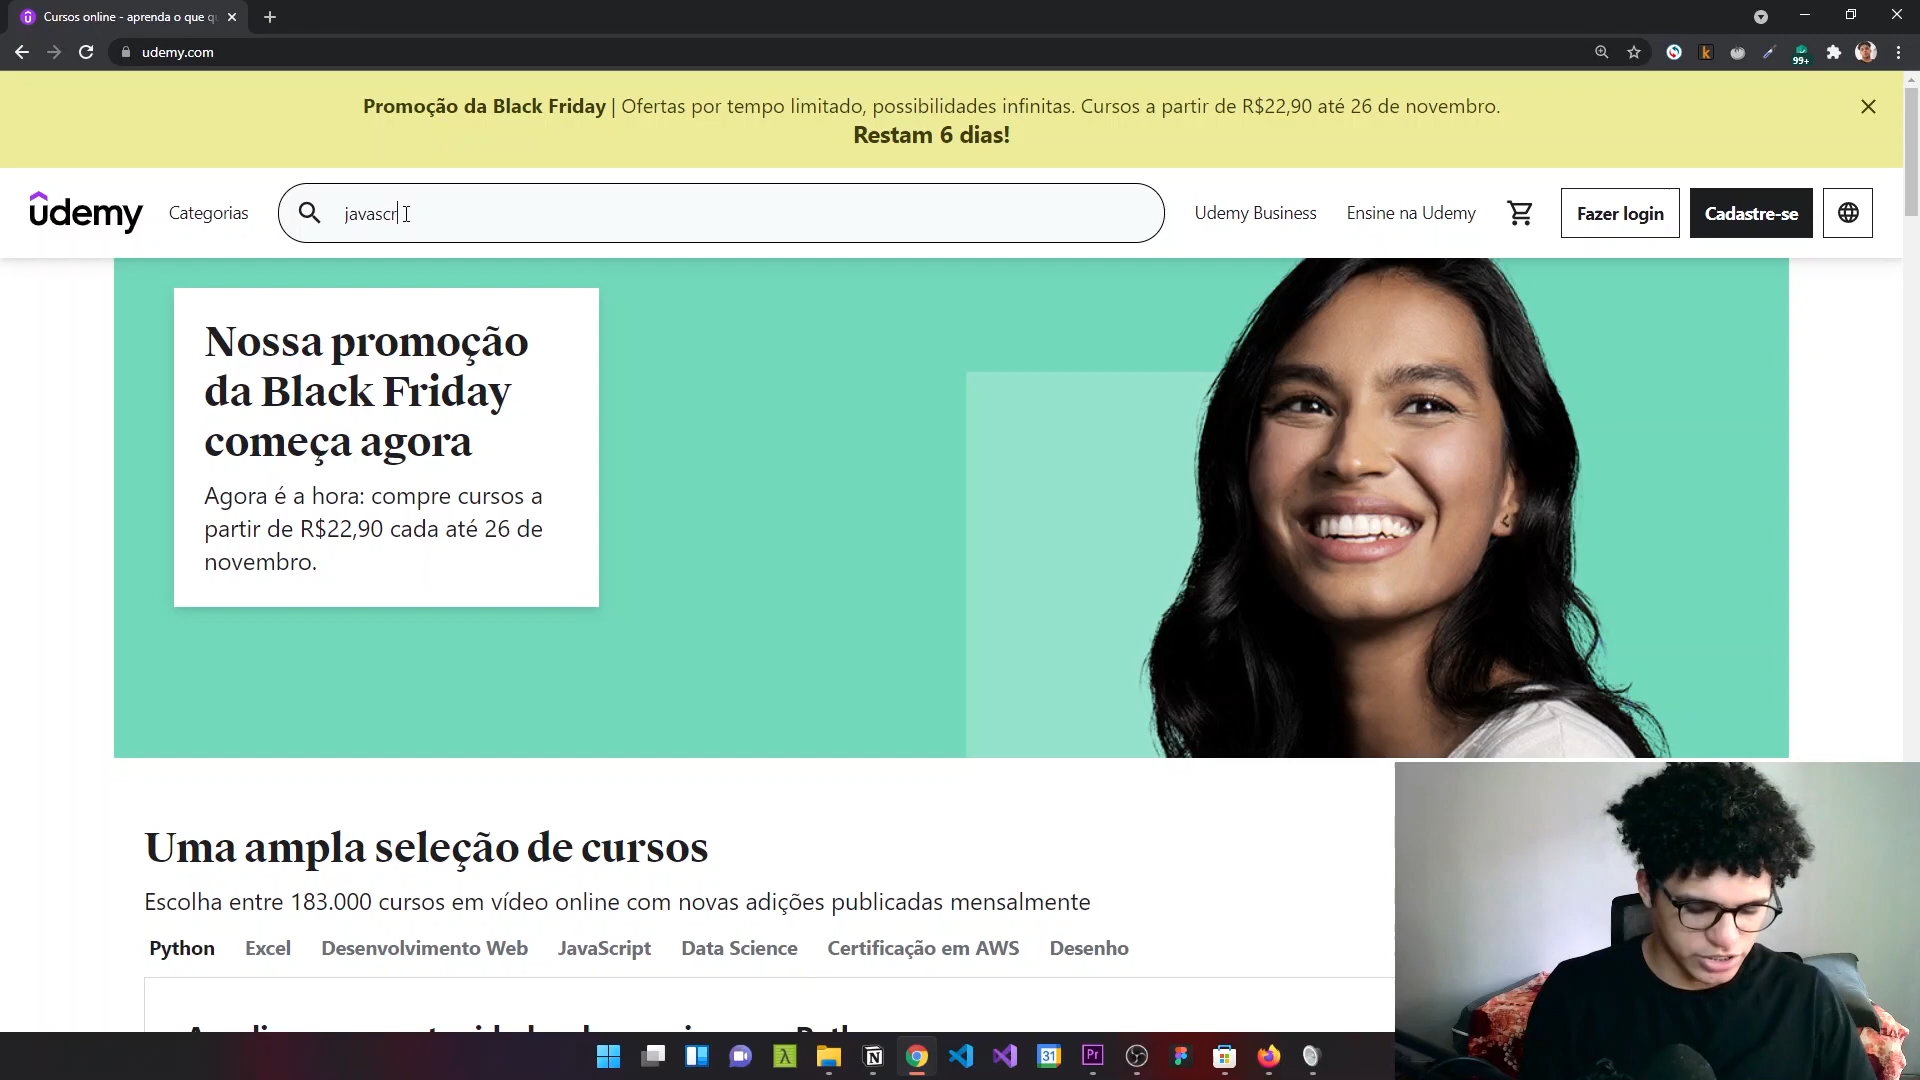 Cursos online - aprenda o que q
udemy.com
99+
Promoção da Black Friday | Ofertas por tempo limitado, possibilidades infinitas. Cursos a partir de R$22,90 até 26 de novembro.
Restam 6 dias!
udemy Categorias javascr Udemy Business Ensine na Udemy Fazer login Cadastre-se
Nossa promoção
da Black Friday
começa agora
Agora é a hora: compre cursos a
partir de R$22,90 cada até 26 de
novembro.
Uma ampla seleção de cursos
Escolha entre 183.000 cursos em vídeo online com novas adições publicadas mensalmente
Python Excel Desenvolvimento Web JavaScript Data Science Certificação em AWS Desenho
31 Pr